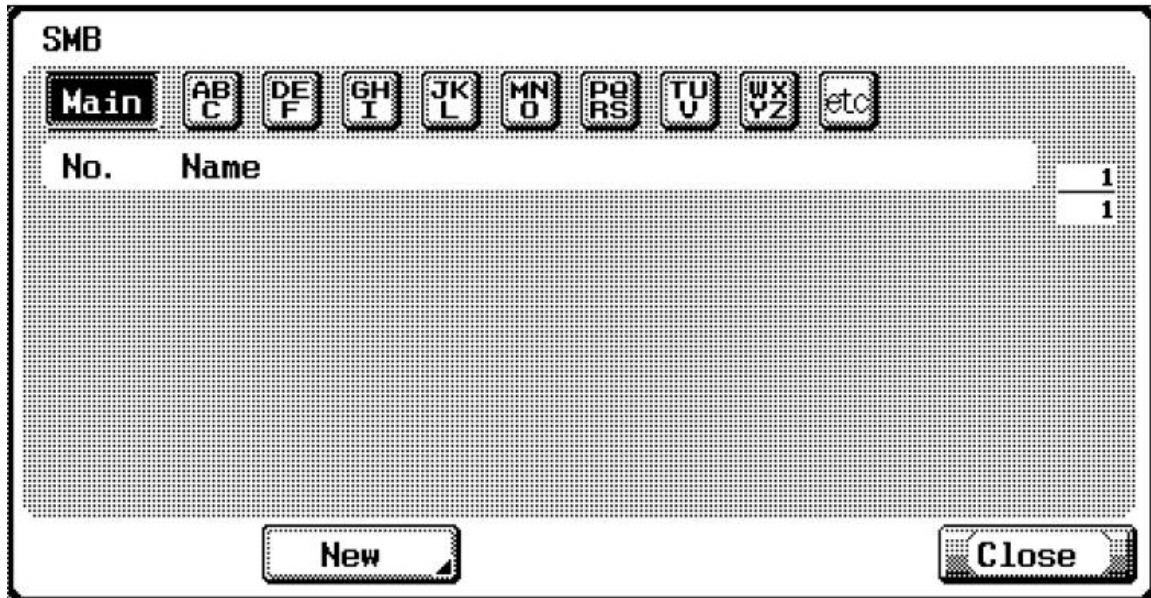 SMB
Main ABC DEF GHI JKL MNO PQRS TUV WXYZ etc
No. Name
1
1
New Close